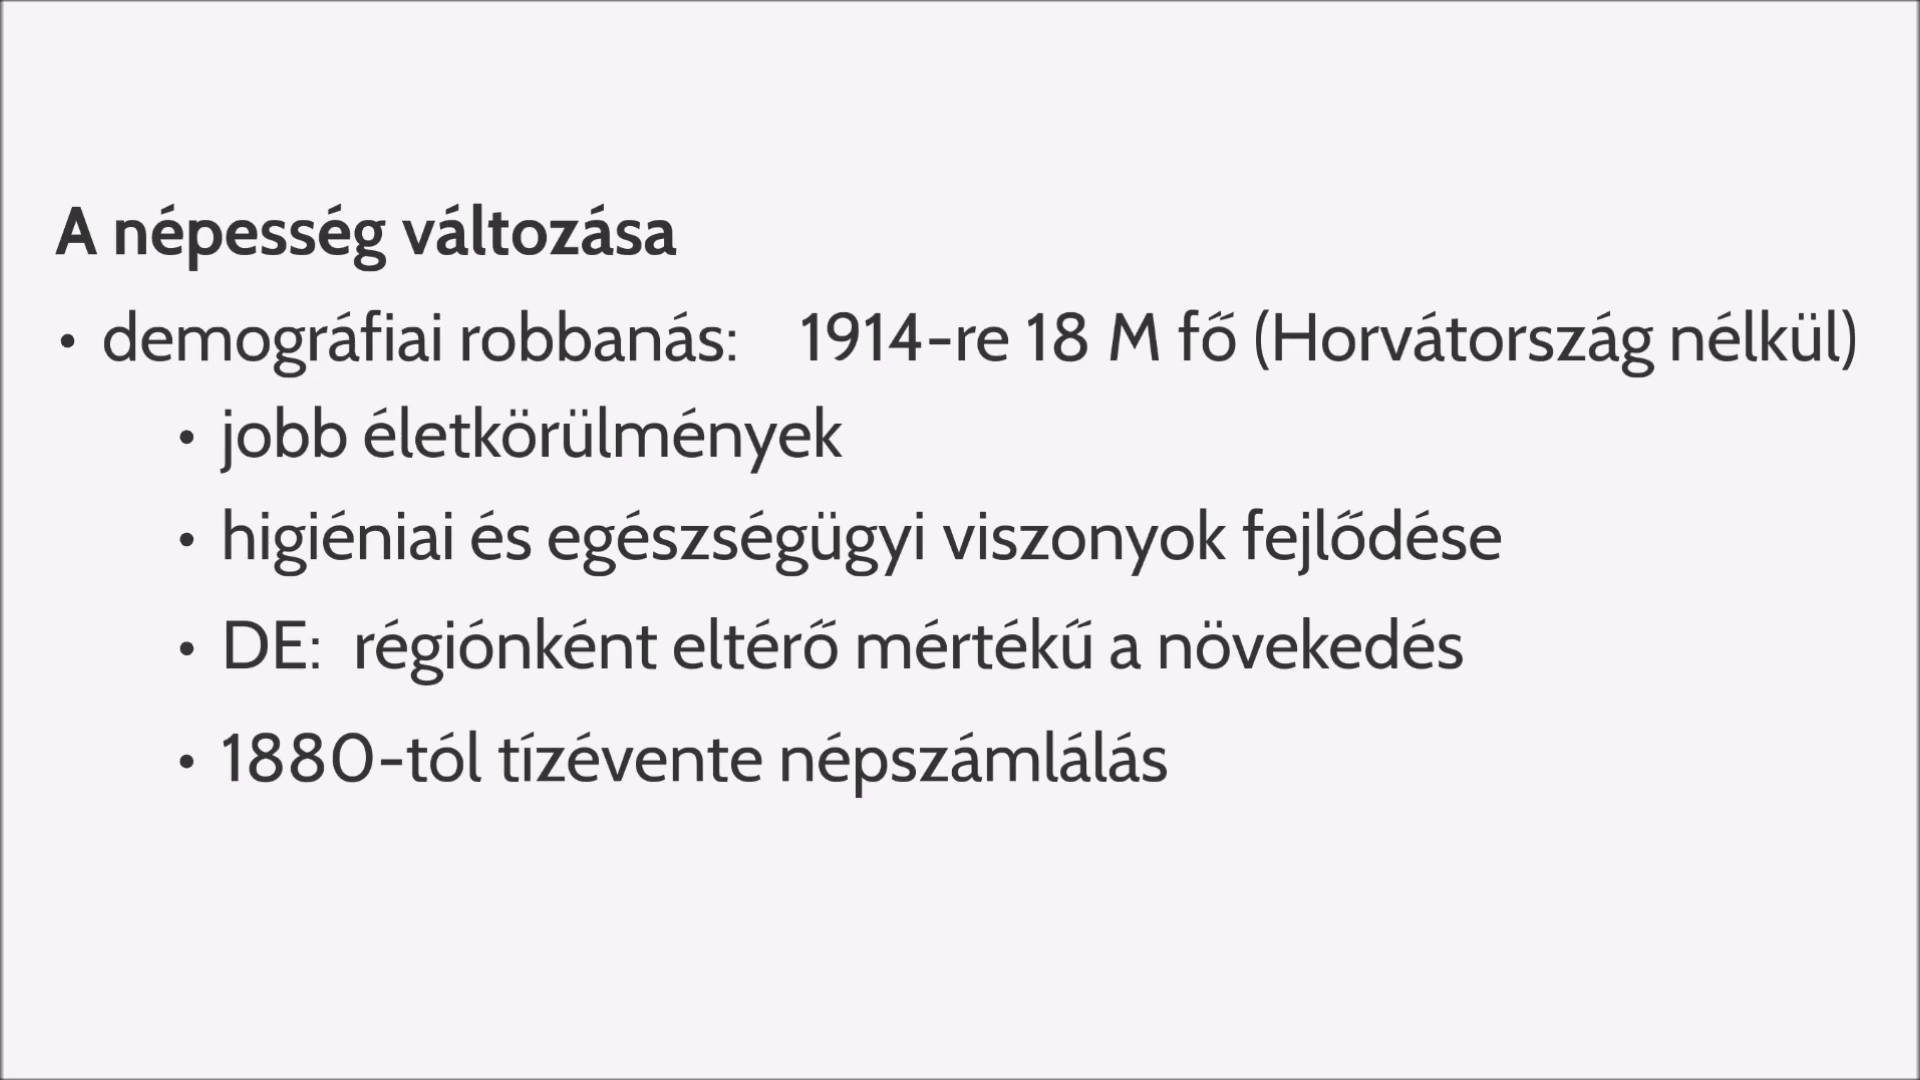 A népesség változása
• demográfiai robbanás: 1914-re 18 M fő (Horvátország nélkül)
• jobb életkörülmények
• higiéniai és egészségügyi viszonyok fejlődése
• DE: régiónként eltérő mértékű a növekedés
• 1880-tól tízévente népszámlálás